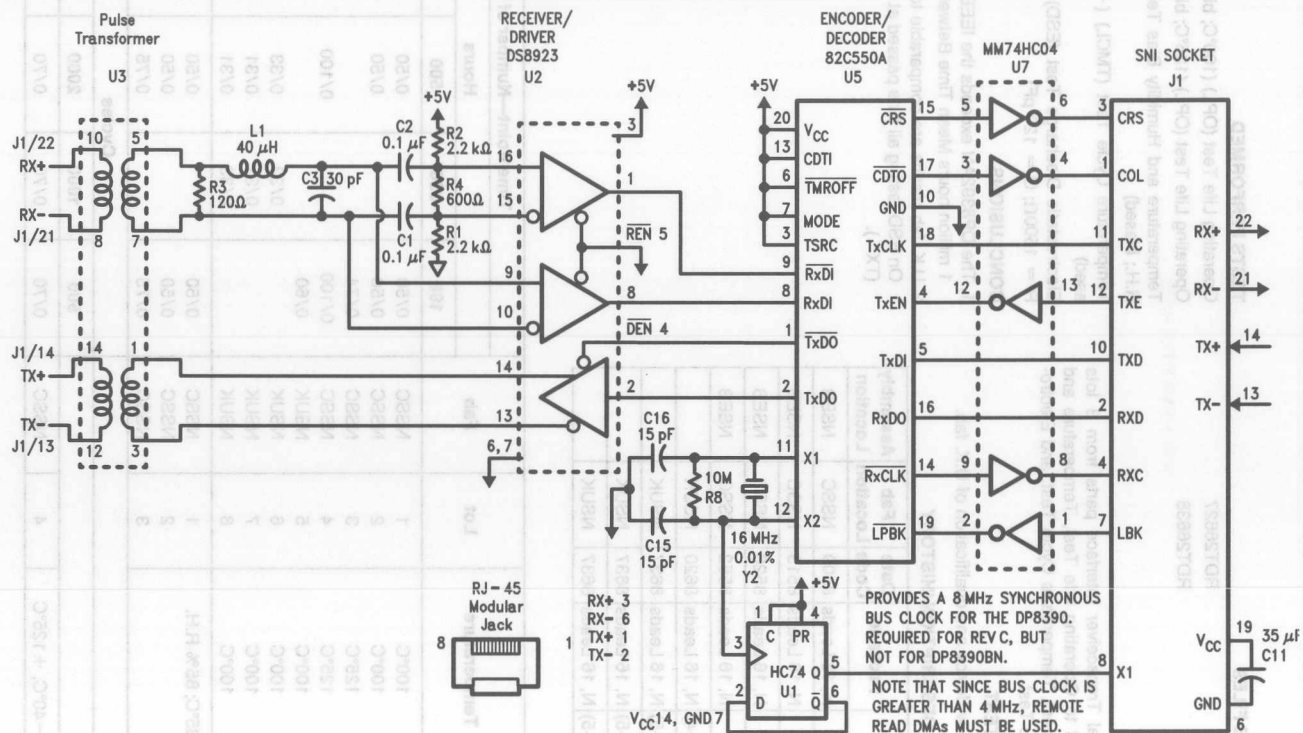 Pulse
Transformer
U3
RECEIVER/
DRIVER
DS8923
U2
ENCODER/
DECODER
82C550A
U5
MM74HC04
U7
SNI SOCKET
J1
J1/22
RX+
RX-
J1/21
10
8
5
7
R3
120Ω
L1
40 μH
C3
30 pF
C2
0.1 μF
C1
0.1 μF
+5V
R2
2.2 kΩ
R4
600Ω
R1
2.2 kΩ
+5V
3
16
15
1
REN 5
9
10
8
DEN 4
J1/14
TX+
TX-
J1/13
14
12
1
3
14
13
2
6,7
+5V
20 VCC
13 CDTI
6 TMROFF
7 MODE
3 TSRC
9 RxDI
8 RxDI
1 TxDO
2 TxDO
11 X1
12 X2
CRS 15
CDTO 17
GND 10
TxCLK 18
TxEN 4
TxDI 5
RxDO 16
RxCLK 14
LPBK 19
5 6
3 4
12 13
9 8
2 1
3 CRS
1 COL
11 TXC
12 TXE
10 TXD
2 RXD
4 RXC
7 LBK
8 X1
RX+ 22
RX- 21
TX+ 14
TX- 13
VCC 19
GND 6
35 μF
C11
C16
15 pF
C15
15 pF
10M
R8
16 MHz
0.01%
Y2
RJ-45
Modular
Jack
8 1
RX+ 3
RX- 6
TX+ 1
TX- 2
+5V
1 4
C PR
3
HC74 Q 5
U1
2 D Q 6
VCC14, GND 7
PROVIDES A 8 MHz SYNCHRONOUS
BUS CLOCK FOR THE DP8390.
REQUIRED FOR REV C, BUT
NOT FOR DP8390BN.
NOTE THAT SINCE BUS CLOCK IS
GREATER THAN 4 MHz, REMOTE
READ DMAs MUST BE USED.